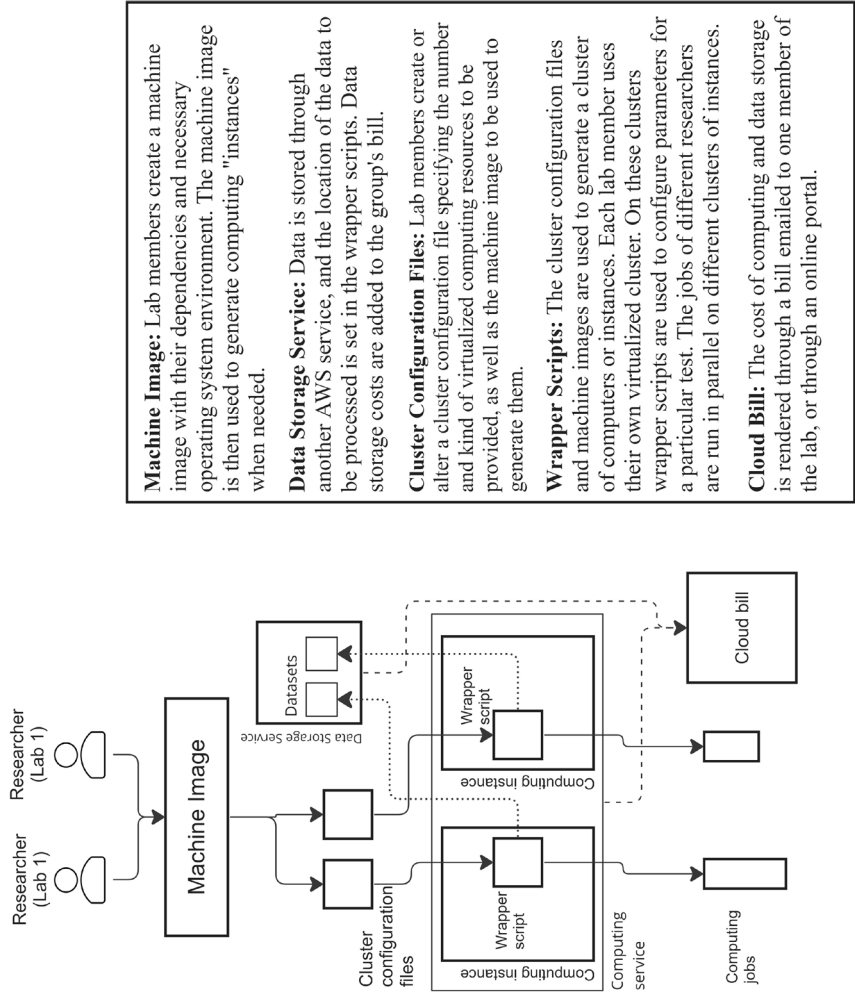 Researcher
(Lab 1)
Researcher
(Lab 1)
Machine Image
Cluster
configuration
files
Data Storage Service
Datasets
Wrapper
script
Wrapper
script
Computing instance
Computing instance
Computing
service
Computing
jobs
Cloud bill
Machine Image: Lab members create a machine
image with their dependencies and necessary
operating system environment. The machine image
is then used to generate computing "instances"
when needed.
Data Storage Service: Data is stored through
another AWS service, and the location of the data to
be processed is set in the wrapper scripts. Data
storage costs are added to the group's bill.
Cluster Configuration Files: Lab members create or
alter a cluster configuration file specifying the number
and kind of virtualized computing resources to be
provided, as well as the machine image to be used to
generate them.
Wrapper Scripts: The cluster configuration files
and machine images are used to generate a cluster
of computers or instances. Each lab member uses
their own virtualized cluster. On these clusters
wrapper scripts are used to configure parameters for
a particular test. The jobs of different researchers
are run in parallel on different clusters of instances.
Cloud Bill: The cost of computing and data storage
is rendered through a bill emailed to one member of
the lab, or through an online portal.